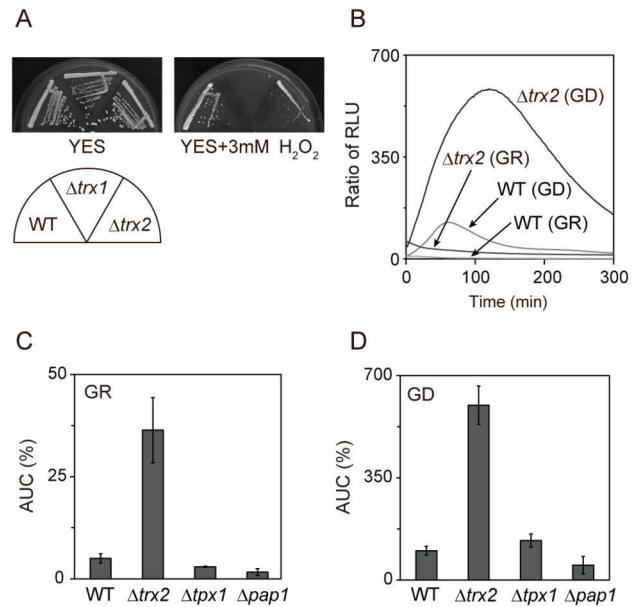 A
YES
YES+3mM H2O2
WT
Δtrx1
Δtrx2
B
Ratio of RLU
700
350
0
Δtrx2 (GD)
Δtrx2 (GR)
WT (GD)
WT (GR)
0 100 200 300
Time (min)
C
AUC (%)
50
25
0
GR
WT Δtrx2 Δtpx1 Δpap1
D
AUC (%)
700
350
0
GD
WT Δtrx2 Δtpx1 Δpap1